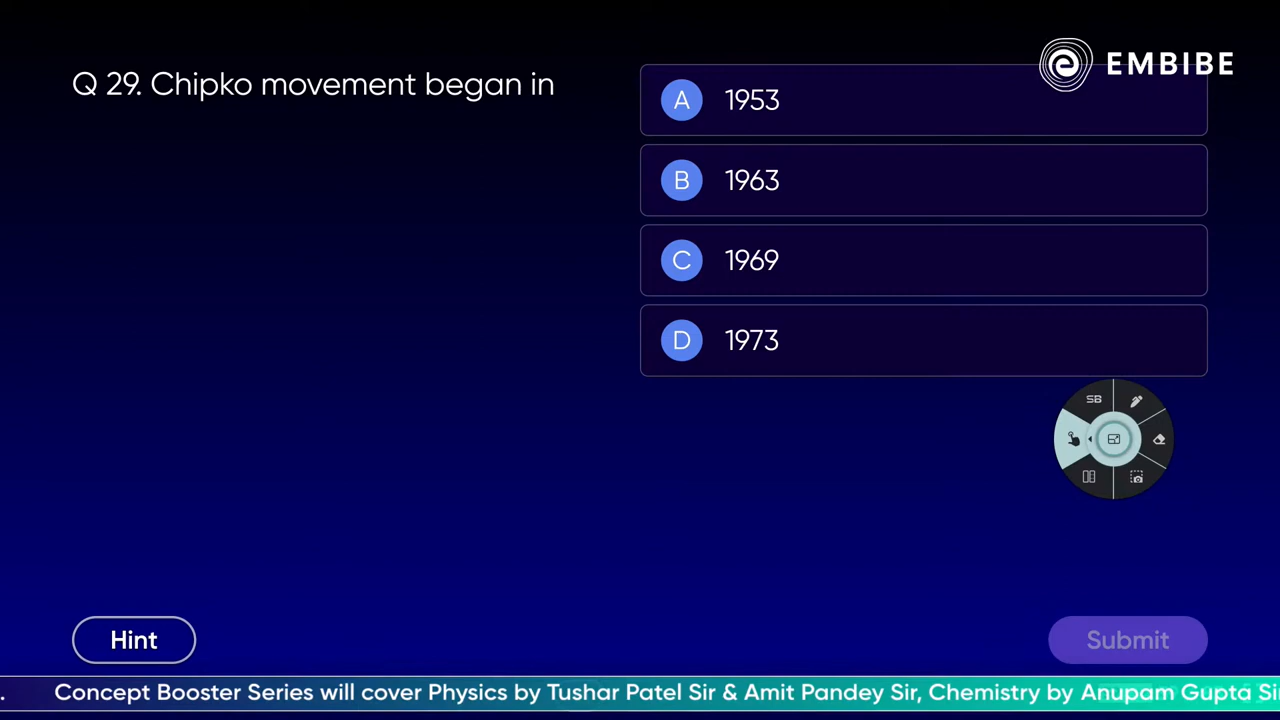 EMBIBE
Q 29. Chipko movement began in
A 1953
B 1963
C 1969
D 1973
SB
Hint
Submit
. Concept Booster Series will cover Physics by Tushar Patel Sir & Amit Pandey Sir, Chemistry by Anupam Gupta Sir